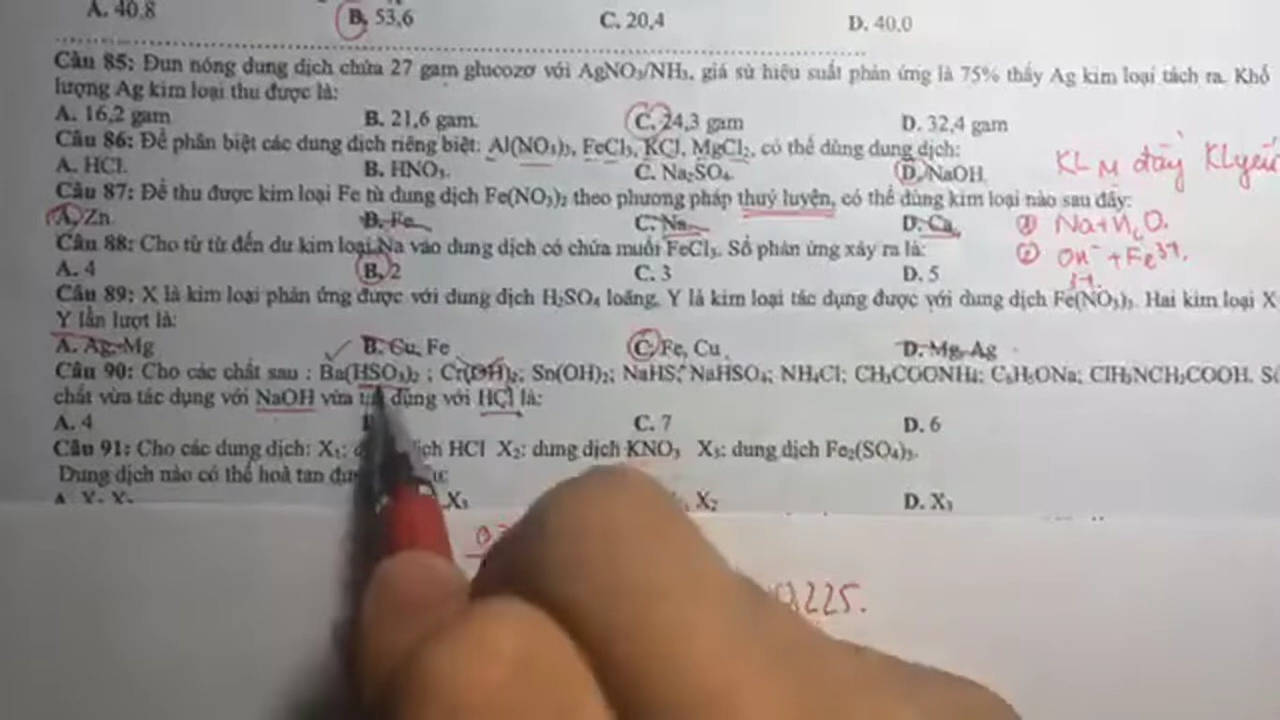 A. 40,8 B. 53,6 C. 20,4 D. 40,0
Câu 85: Đun nóng dung dịch chứa 27 gam glucozơ với AgNO₃/NH₃, giả sử hiệu suất phản ứng là 75% thấy Ag kim loại tách ra. Khố
lượng Ag kim loại thu được là:
A. 16,2 gam B. 21,6 gam C. 24,3 gam D. 32,4 gam
Câu 86: Để phân biệt các dung dịch riêng biệt: Al(NO₃)₃, FeCl₃, KCl, MgCl₂, có thể dùng dung dịch:
A. HCl. B. HNO₃. C. Na₂SO₄. D. NaOH
KLM đẩy KLyếu
Câu 87: Để thu được kim loại Fe từ dung dịch Fe(NO₃)₂ theo phương pháp thuỷ luyện, có thể dùng kim loại nào sau đây:
A. Zn B. Fe C. Na D. Ca
① Na + H₂O.
Câu 88: Cho từ từ đến dư kim loại Na vào dung dịch có chứa muối FeCl₃. Số phản ứng xảy ra là:
② OH⁻ + Fe³⁺.
A. 4 B. 2 C. 3 D. 5
Câu 89: X là kim loại phản ứng được với dung dịch H₂SO₄ loãng, Y là kim loại tác dụng được với dung dịch Fe(NO₃)₃. Hai kim loại X
Y lần lượt là:
A. Ag, Mg B. Cu, Fe C. Fe, Cu D. Mg, Ag
Câu 90: Cho các chất sau : Ba(HSO₃)₂ ; Cr(OH)₂; Sn(OH)₂; NaHS; NaHSO₄; NH₄Cl; CH₃COONH₄; C₆H₅ONa; ClH₃NCH₂COOH. Số
chất vừa tác dụng với NaOH vừa tác dụng với HCl là:
A. 4 C. 7 D. 6
Câu 91: Cho các dung dịch: X₁: dịch HCl X₂: dung dịch KNO₃ X₃: dung dịch Fe₂(SO₄)₃.
Dung dịch nào có thể hoà tan
X₃ X₂ D. X₃
0,225.